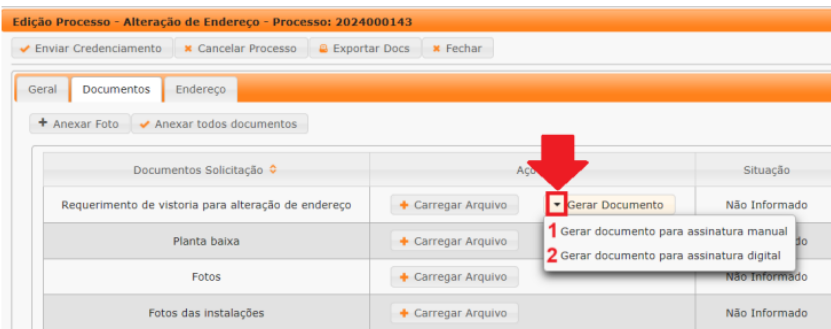 Edição Processo - Alteração de Endereço - Processo: 2024000143
Enviar Credenciamento Cancelar Processo Exportar Docs Fechar
Geral Documentos Endereço
Anexar Foto Anexar todos documentos
Documentos Solicitação Situação
Requerimento de vistoria para alteração de endereço Carregar Arquivo Gerar Documento Não Informado
1 Gerar documento para assinatura manual
Planta baixa Carregar Arquivo
2 Gerar documento para assinatura digital
Fotos Carregar Arquivo Não Informado
Fotos das instalações Carregar Arquivo Não Informado